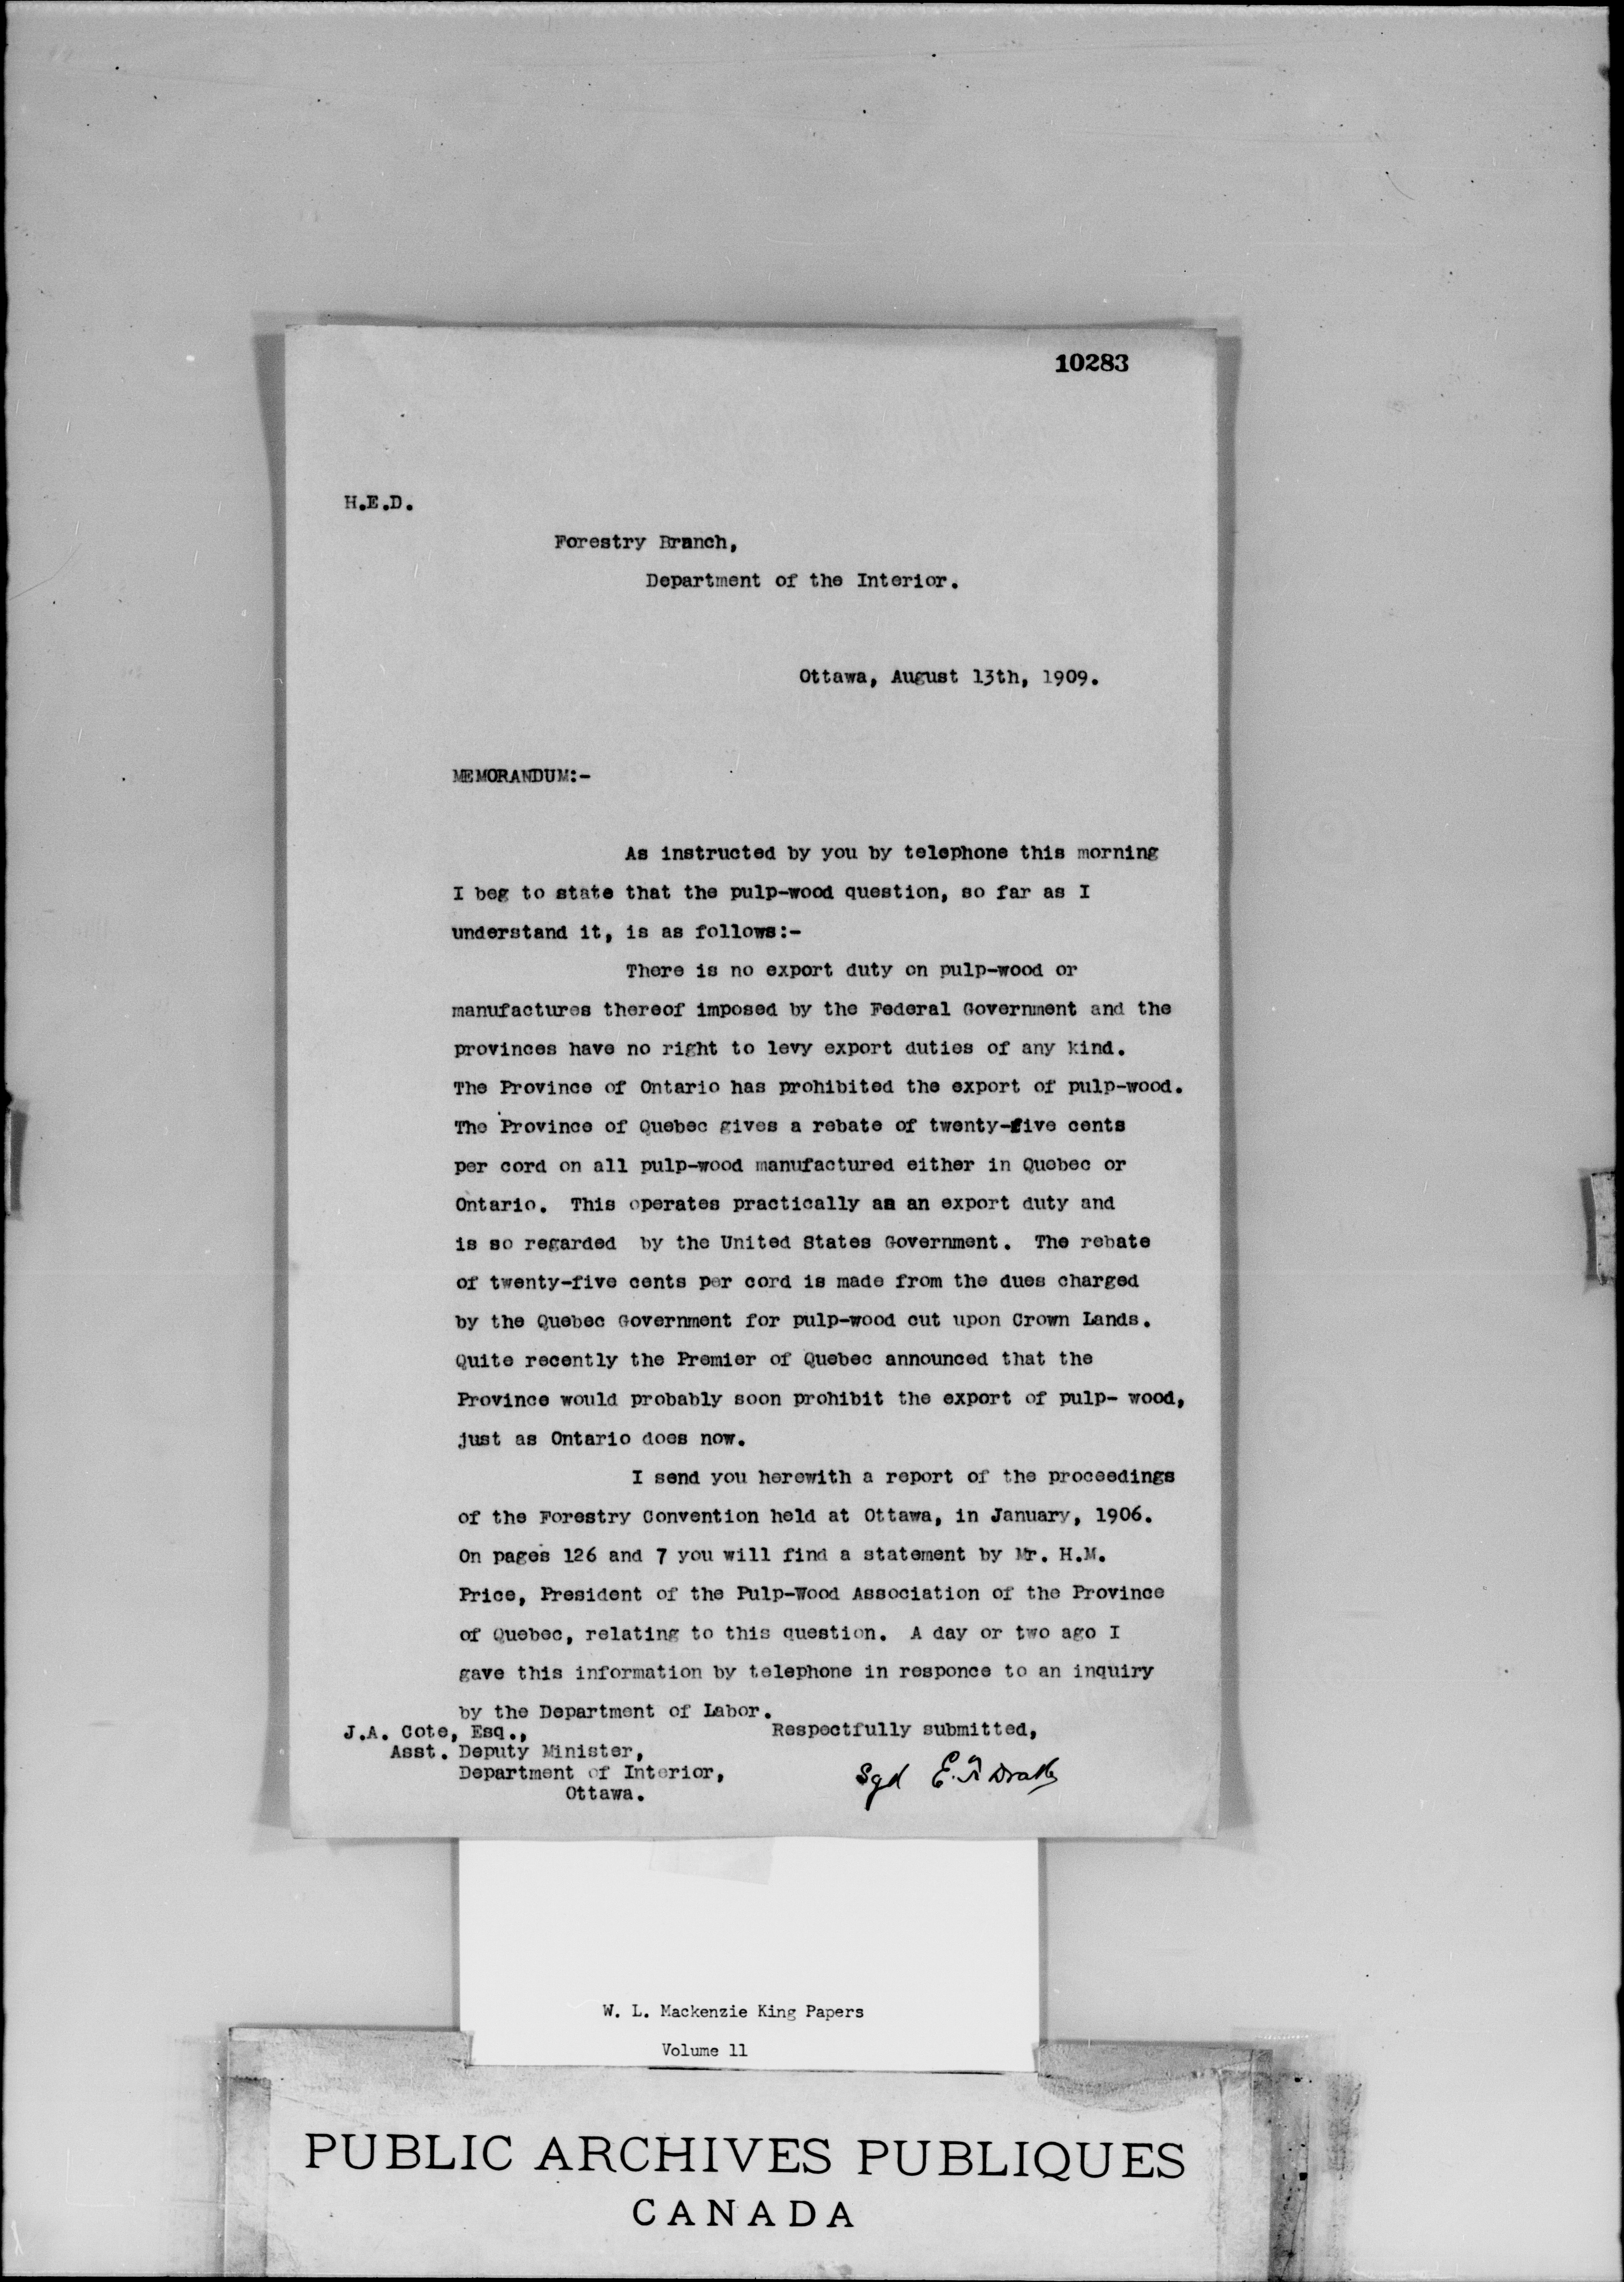 10283
H.E.D.
Forestry Branch,
Department of the Interior.
Ottawa, August 13th, 1909.
MEMORANDUM:-
As instructed by you by telephone this morning
I beg to state that the pulp-wood question, so far as I
understand it, is as follows:-
There is no export duty on pulp-wood or
manufactures thereof imposed by the Federal Government and the
provinces have no right to levy export duties of any kind.
The Province of Ontario has prohibited the export of pulp-wood.
The Province of Quebec gives a rebate of twenty-five cents
per cord on all pulp-wood manufactured either in Quebec or
Ontario. This operates practically as an export duty and
is so regarded by the United States Government. The rebate
of twenty-five cents per cord is made from the dues charged
by the Quebec Government for pulp-wood cut upon Crown Lands.
Quite recently the Premier of Quebec announced that the
Province would probably soon prohibit the export of pulp- wood,
just as Ontario does now.
I send you herewith a report of the proceedings
of the Forestry Convention held at Ottawa, in January, 1906.
On pages 126 and 7 you will find a statement by Mr. H.M.
Price, President of the Pulp-Wood Association of the Province
of Quebec, relating to this question. A day or two ago I
gave this information by telephone in responce to an inquiry
by the Department of Labor.
J.A. Cote, Esq., Respectfully submitted,
Asst. Deputy Minister,
Department of Interior,
Ottawa.
Sgd E.
W. L. Mackenzie King Papers
Volume 11
PUBLIC ARCHIVES PUBLIQUES
CANADA